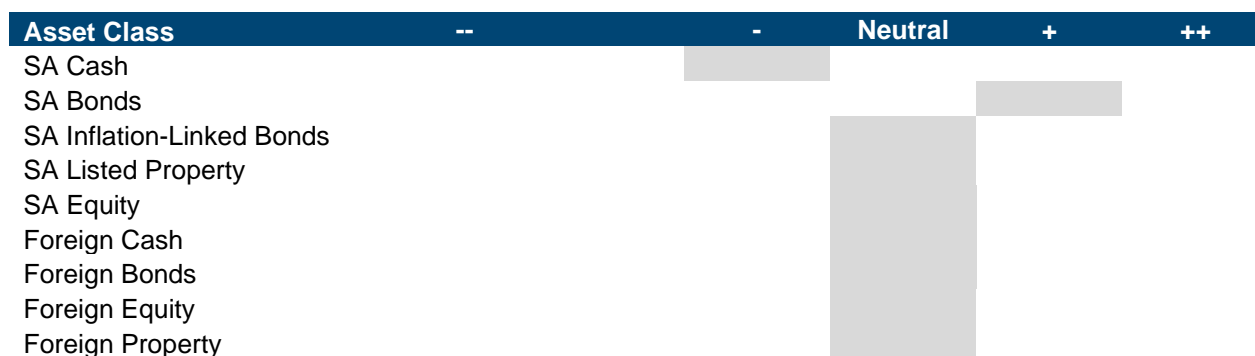 Asset Class -- - Neutral + ++
SA Cash
SA Bonds
SA Inflation-Linked Bonds
SA Listed Property
SA Equity
Foreign Cash
Foreign Bonds
Foreign Equity
Foreign Property